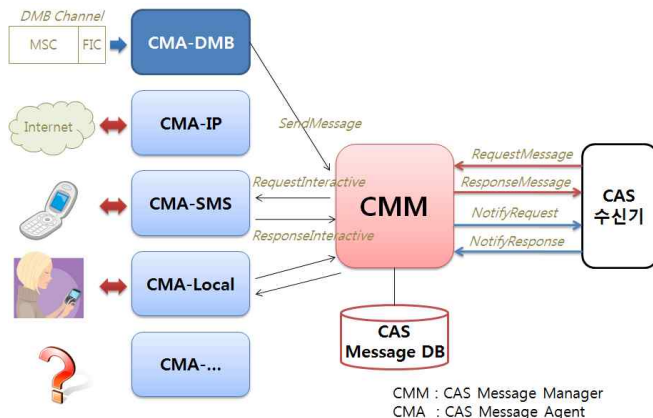 DMB Channel
MSC
FIC
CMA-DMB
Internet
CMA-IP
SendMessage
RequestInteractive
CMA-SMS
ResponseInteractive
CMA-Local
CMA-...
CMM
RequestMessage
ResponseMessage
NotifyRequest
NotifyResponse
CAS
수신기
CAS
Message DB
CMM : CAS Message Manager
CMA : CAS Message Agent